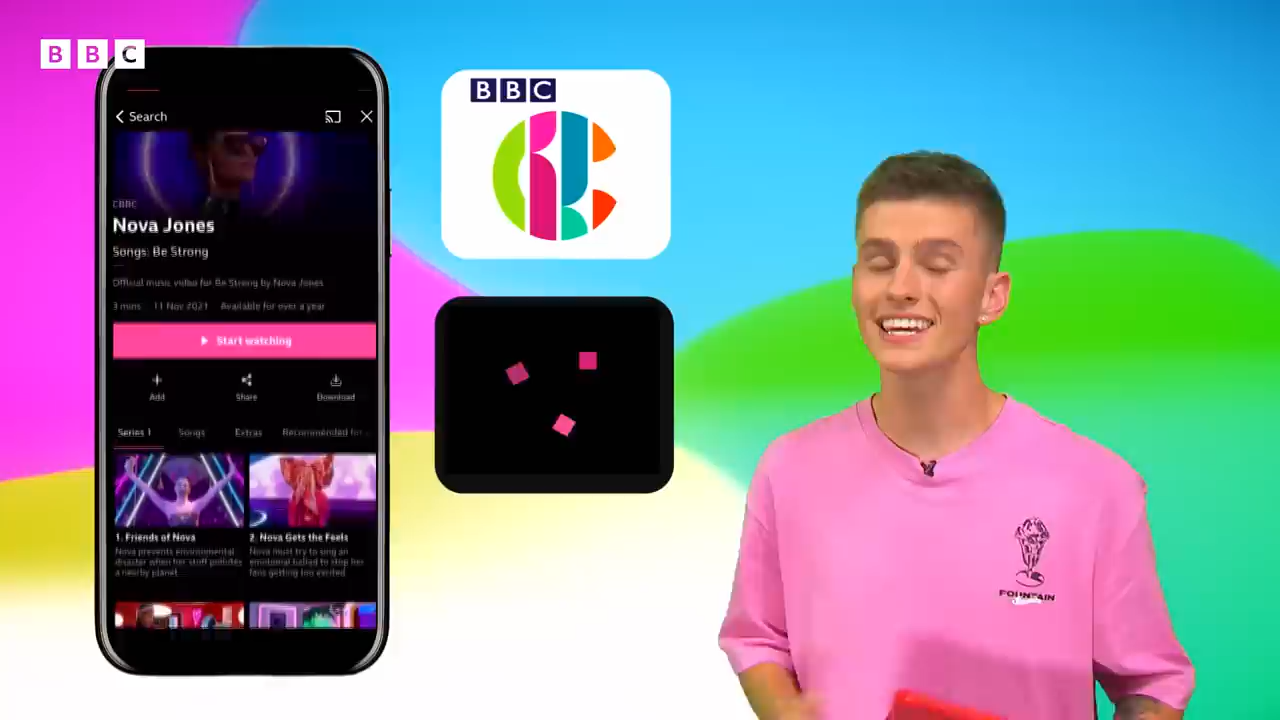 BBC
Search
CBBC
Nova Jones
Songs: Be Strong
Official music video for Be Strong by Nova Jones
3 mins 11 Nov 2021 Available for over a year
Start watching
Add Share Download
Series 1 Songs Extras Recommended for
1. Friends of Nova
Nova prevents environmental
disaster when her stuff pollutes
a nearby planet.
2. Nova Gets the Feels
Nova must try to sing an
emotional ballad to stop her
fans getting too excited.
BBC
CBBC
FOUNTAIN